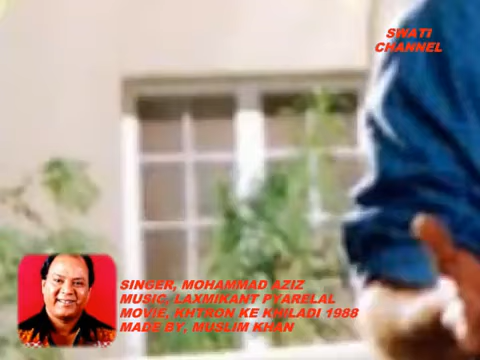 SWATI
CHANNEL
SINGER, MOHAMMAD AZIZ
MUSIC, LAXMIKANT PYARELAL
MOVIE, KHTRON KE KHILADI 1988
MADE BY, MUSLIM KHAN